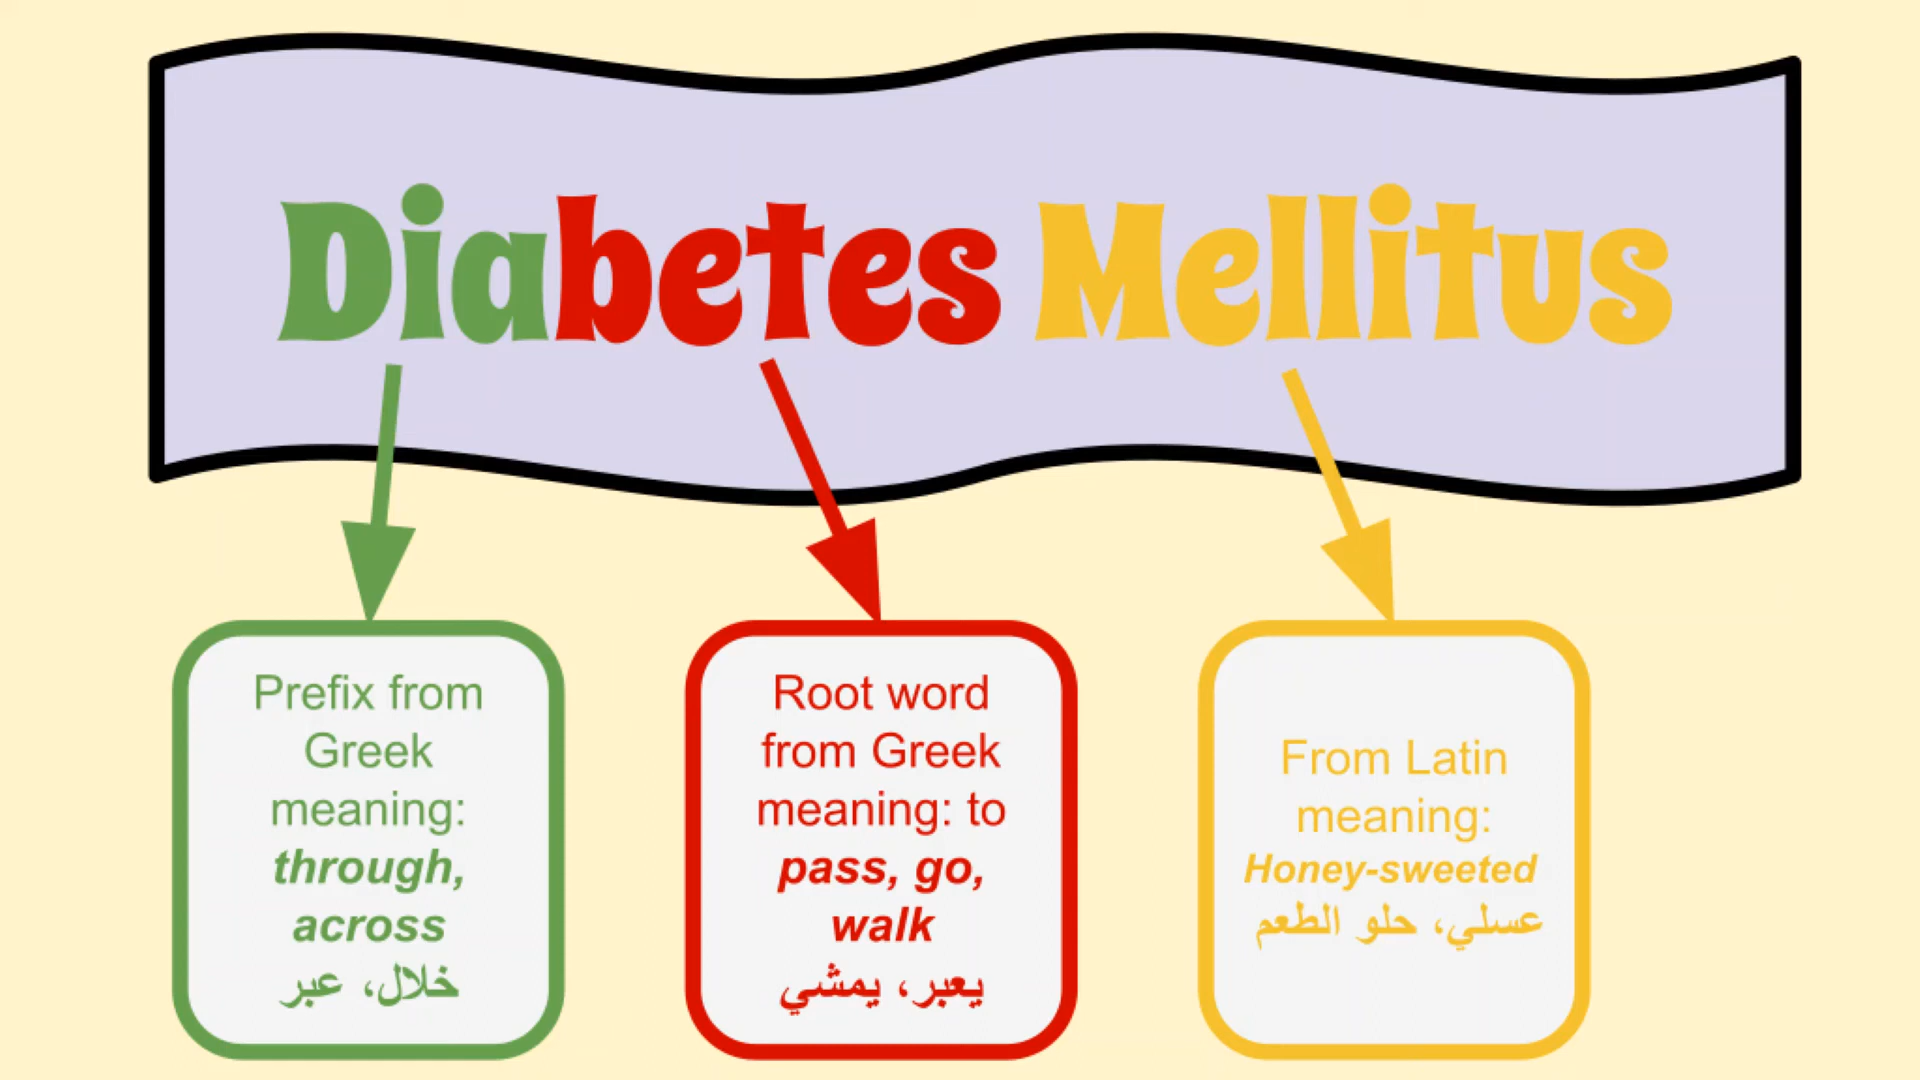 Diabetes Mellitus
Prefix from
Greek
meaning:
through,
across
خلال، عبر
Root word
from Greek
meaning: to
pass, go,
walk
يعبر، يمشي
From Latin
meaning:
Honey-sweeted
عسلي، حلو الطعم